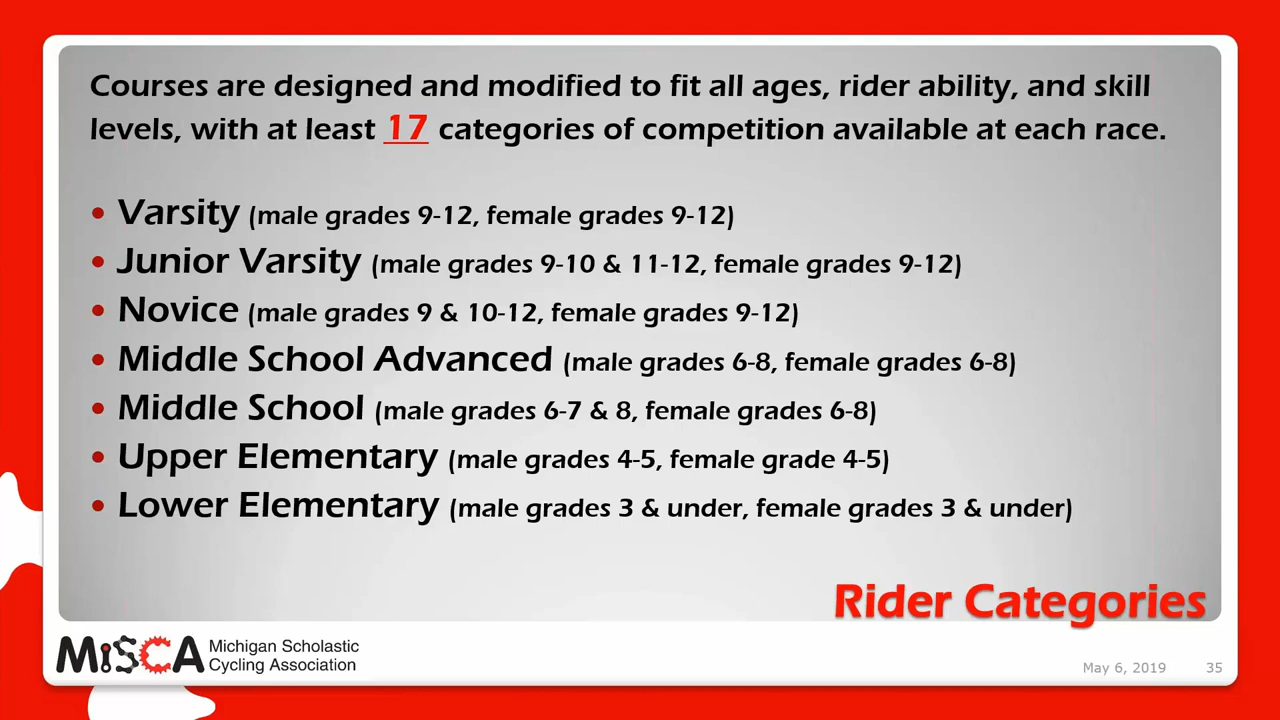 Courses are designed and modified to fit all ages, rider ability, and skill
levels, with at least 17 categories of competition available at each race.
• Varsity (male grades 9-12, female grades 9-12)
• Junior Varsity (male grades 9-10 & 11-12, female grades 9-12)
• Novice (male grades 9 & 10-12, female grades 9-12)
• Middle School Advanced (male grades 6-8, female grades 6-8)
• Middle School (male grades 6-7 & 8, female grades 6-8)
• Upper Elementary (male grades 4-5, female grade 4-5)
• Lower Elementary (male grades 3 & under, female grades 3 & under)
Rider Categories
MiSCA
Michigan Scholastic
Cycling Association
May 6, 2019
35